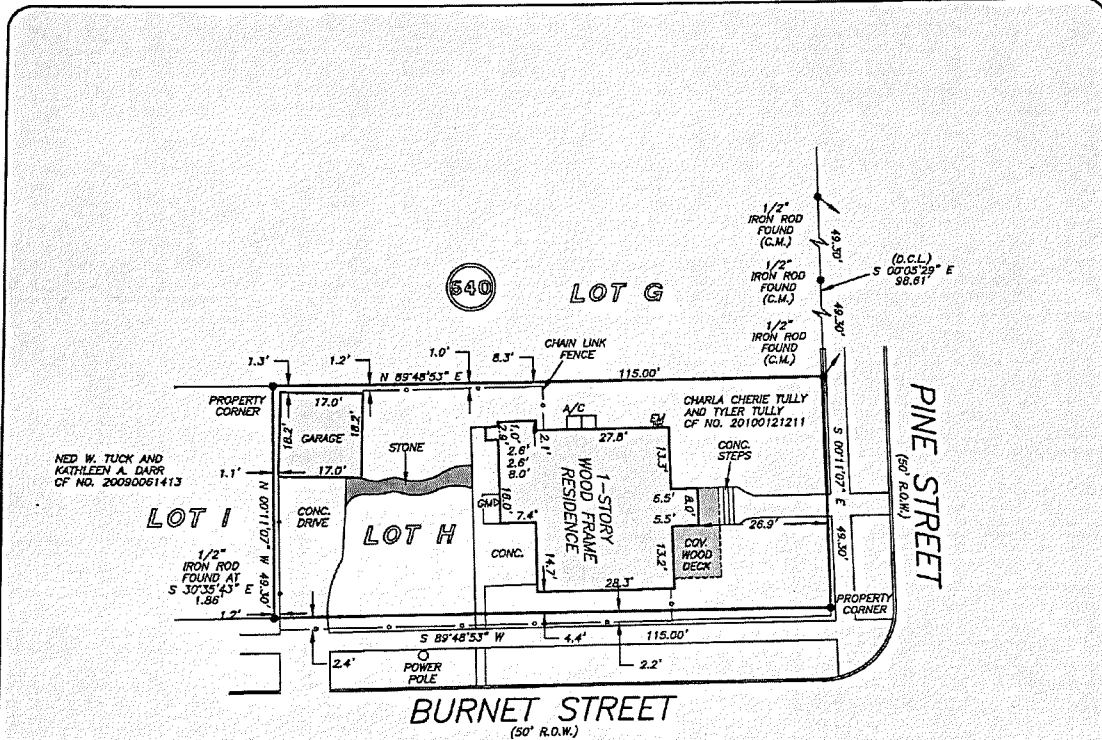 1/2"
IRON ROD
FOUND
(C.M.)
49.30'
(D.C.L.)
S 00°05'29" E
98.61'
1/2"
IRON ROD
FOUND
(C.M.)
49.30'
640
LOT G
1/2"
IRON ROD
FOUND
(C.M.)
CHAIN LINK
FENCE
1.3'
1.2'
1.0'
8.3'
N 89°48'53" E
115.00'
PROPERTY
CORNER
17.0'
18.2'
18.2'
GARAGE
17.0'
STONE
A/C
EM
CHARLA CHERIE TULLY
AND TYLER TULLY
CF NO. 20100121211
CONC.
STEPS
1.0'
2.1'
2.6'
2.6'
8.0'
27.8'
13.3'
NED W. TUCK AND
KATHLEEN A. DARR
CF NO. 20090061413
1.1'
LOT I
N 00°11'07" W 49.30'
CONC.
DRIVE
LOT H
GM
18.0'
7.4'
1-STORY
WOOD FRAME
RESIDENCE
6.5'
8.0'
5.5'
26.9'
S 00°11'07" E
49.30'
PINE STREET
(50' R.O.W.)
CONC.
14.7'
13.2'
COV.
WOOD
DECK
28.3'
1/2"
IRON ROD
FOUND AT
S 30°35'43" E
1.86'
1.2'
PROPERTY
CORNER
S 89°48'53" W
115.00'
2.4'
4.4'
2.2'
POWER
POLE
BURNET STREET
(50' R.O.W.)